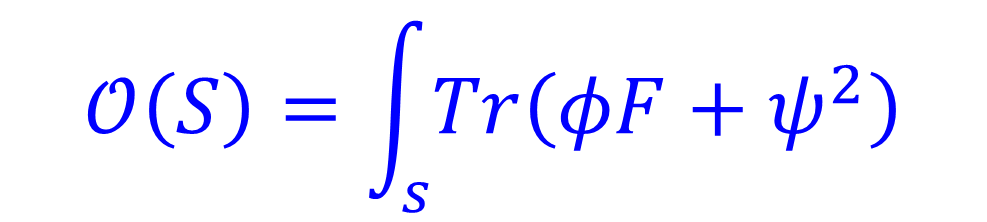 𝒪(S) = ∫_S Tr(ϕF + ψ²)